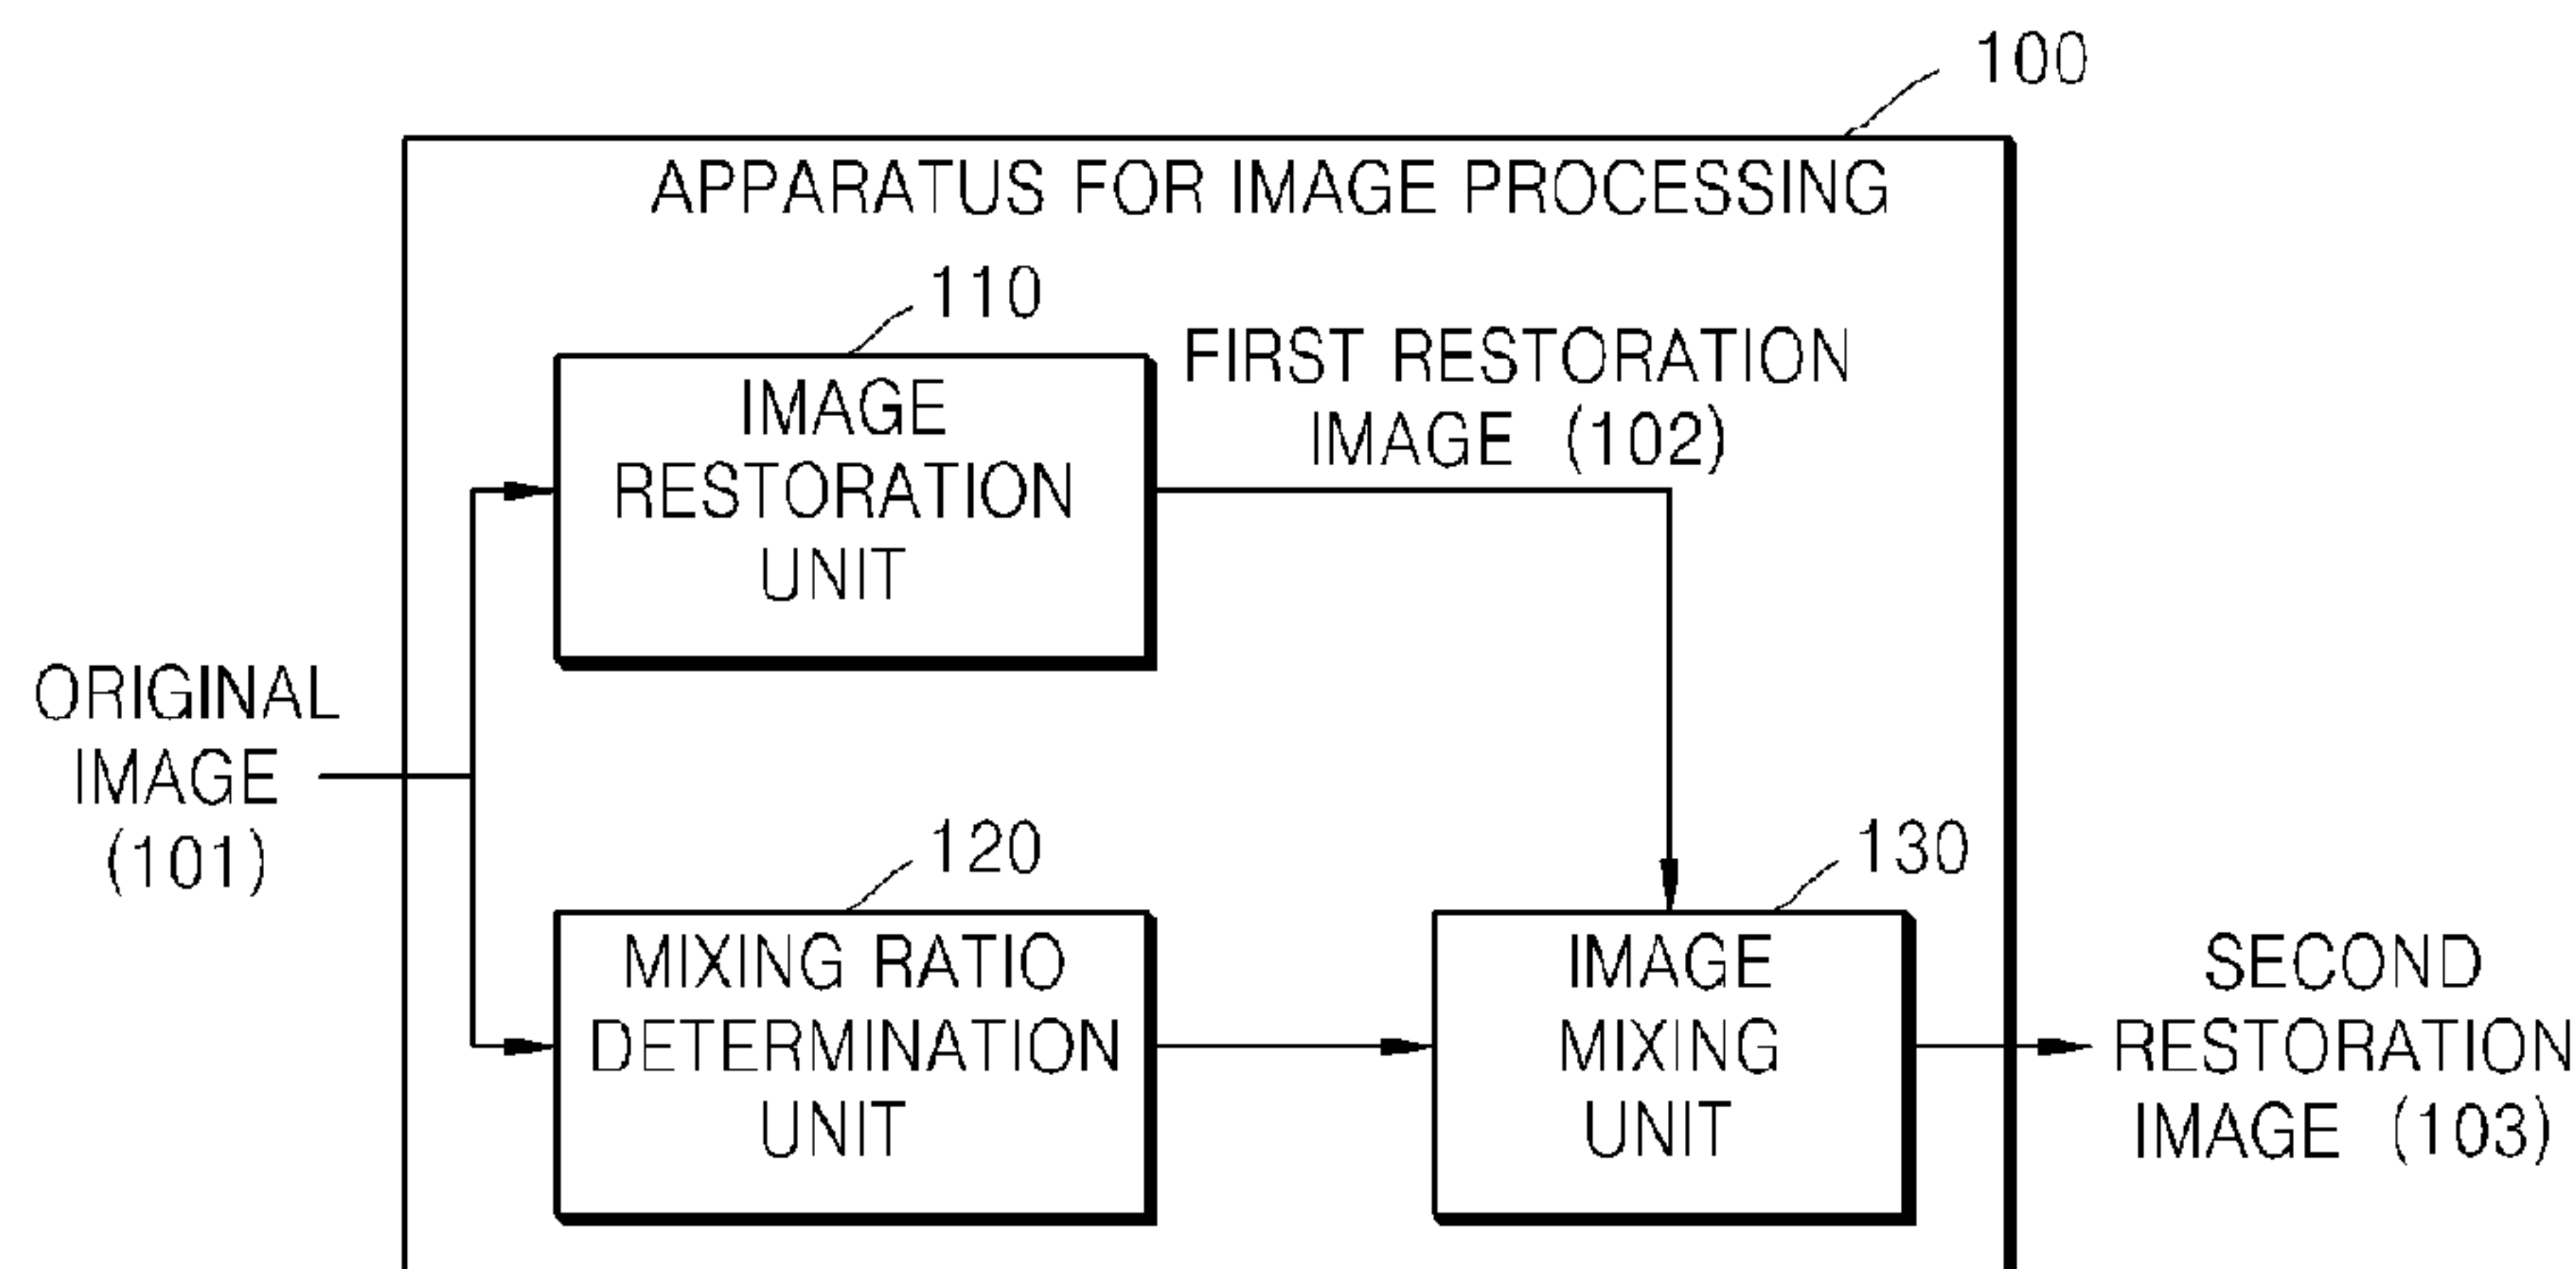 100
APPARATUS FOR IMAGE PROCESSING
110
IMAGE
RESTORATION
UNIT
FIRST RESTORATION
IMAGE (102)
ORIGINAL
IMAGE
(101)
120
MIXING RATIO
DETERMINATION
UNIT
130
IMAGE
MIXING
UNIT
SECOND
RESTORATION
IMAGE (103)